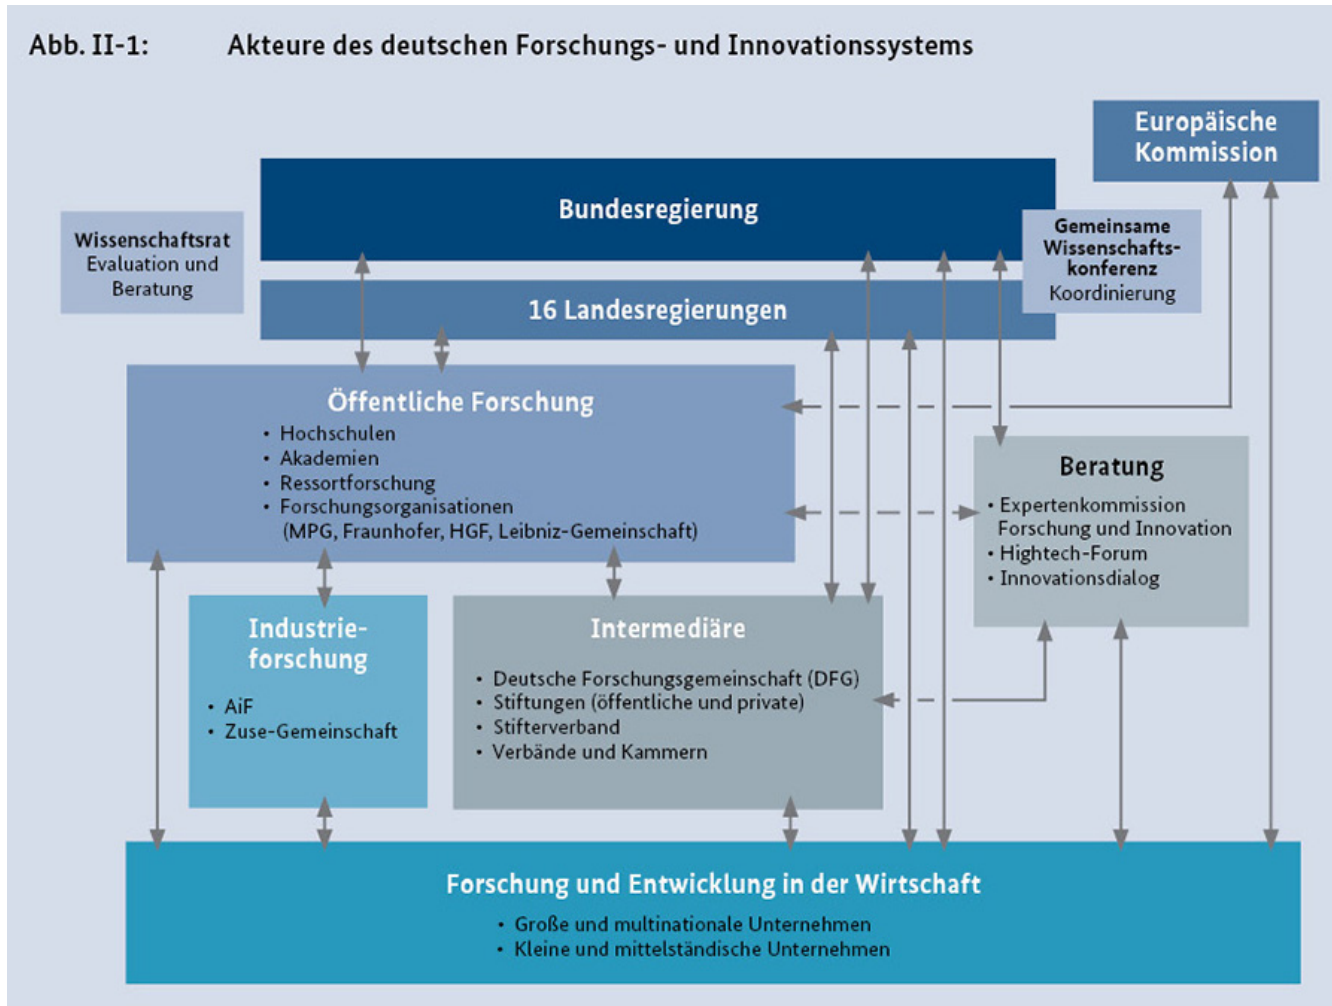 Abb. II-1: Akteure des deutschen Forschungs- und Innovationssystems
Europäische
Kommission
Bundesregierung
Wissenschaftsrat
Evaluation und
Beratung
Gemeinsame
Wissenschafts-
konferenz
Koordinierung
16 Landesregierungen
Öffentliche Forschung
• Hochschulen
• Akademien
• Ressortforschung
• Forschungsorganisationen
(MPG, Fraunhofer, HGF, Leibniz-Gemeinschaft)
Beratung
• Expertenkommission
Forschung und Innovation
• Hightech-Forum
• Innovationsdialog
Industrie-
forschung
• AiF
• Zuse-Gemeinschaft
Intermediäre
• Deutsche Forschungsgemeinschaft (DFG)
• Stiftungen (öffentliche und private)
• Stifterverband
• Verbände und Kammern
Forschung und Entwicklung in der Wirtschaft
• Große und multinationale Unternehmen
• Kleine und mittelständische Unternehmen